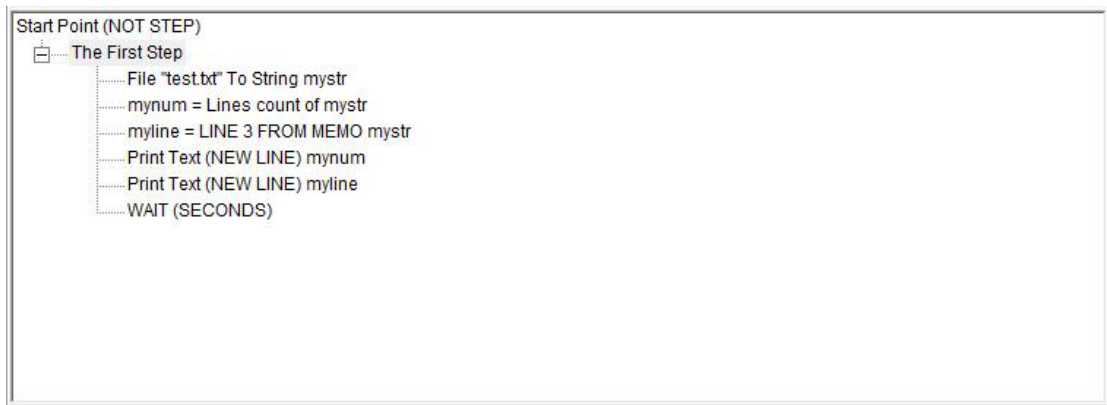 Start Point (NOT STEP)
The First Step
File "test.txt" To String mystr
mynum = Lines count of mystr
myline = LINE 3 FROM MEMO mystr
Print Text (NEW LINE) mynum
Print Text (NEW LINE) myline
WAIT (SECONDS)